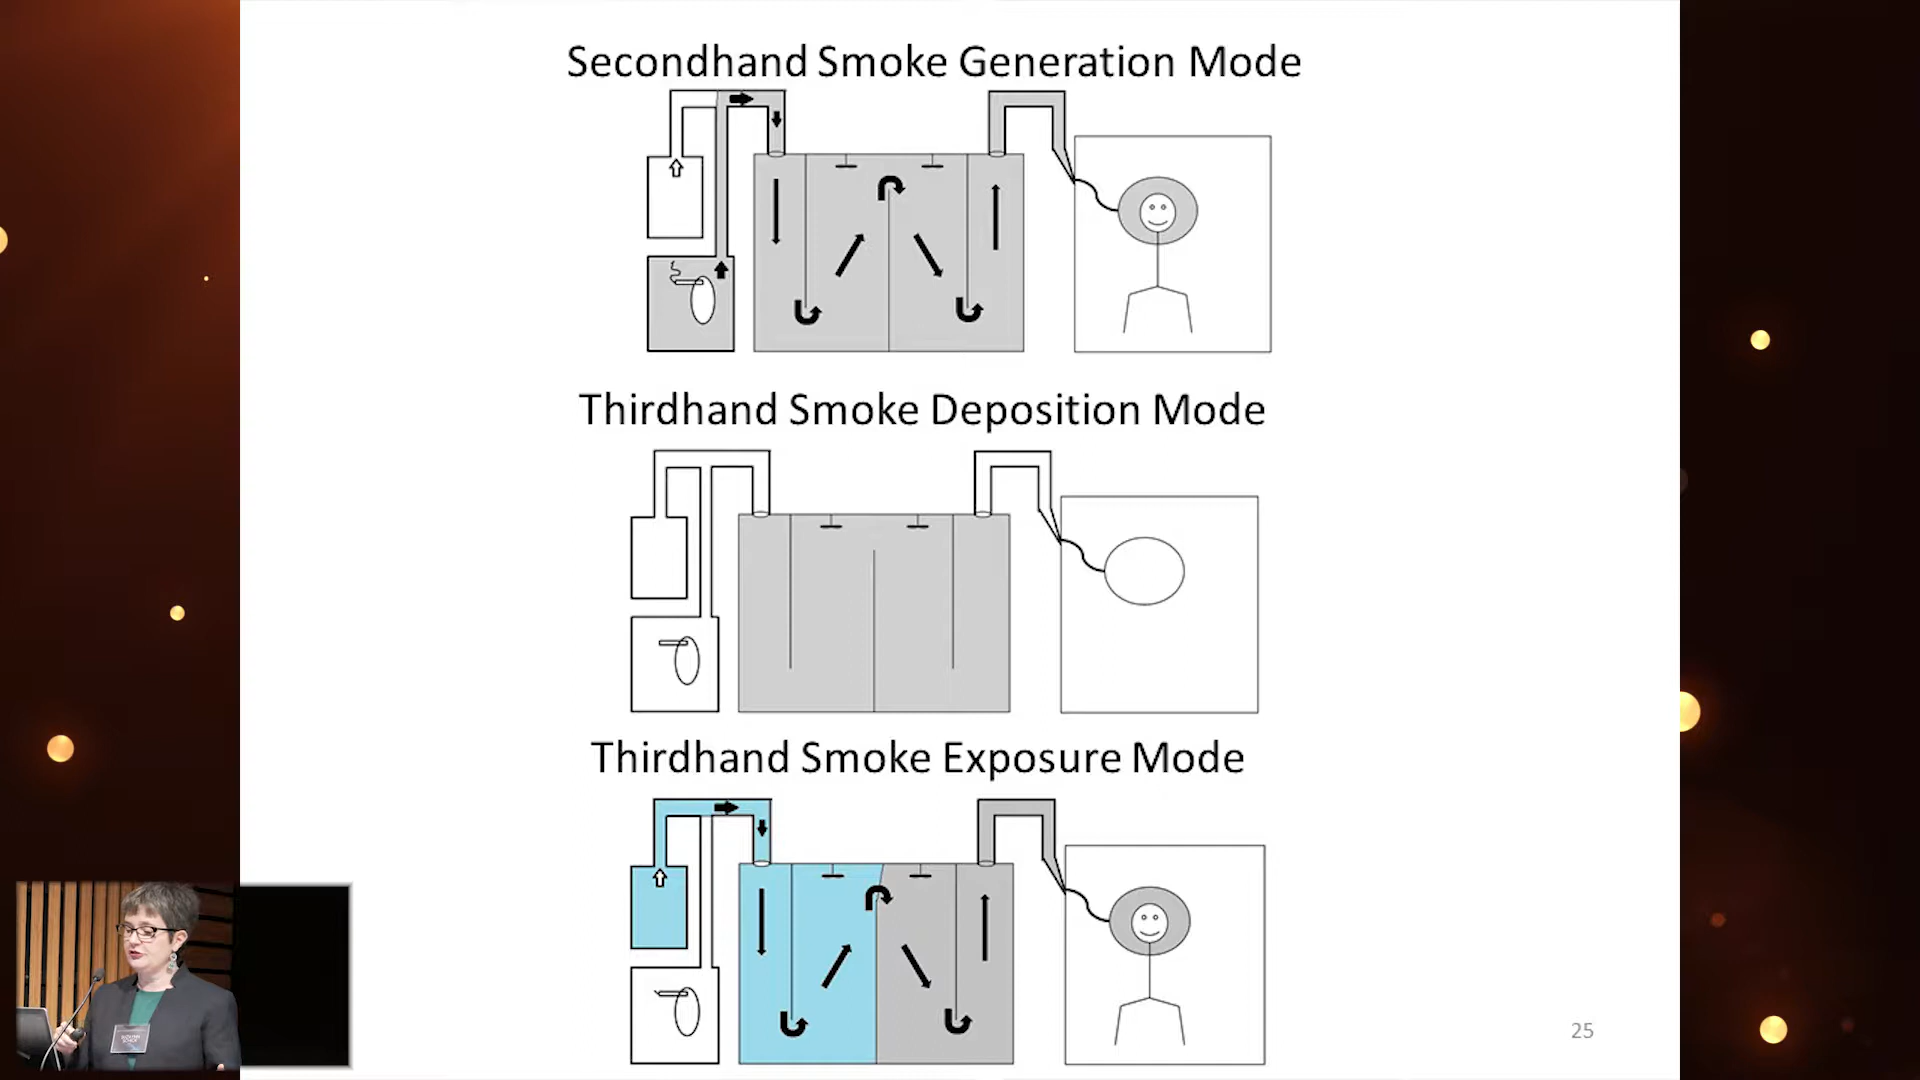 Secondhand Smoke Generation Mode
Thirdhand Smoke Deposition Mode
Thirdhand Smoke Exposure Mode
25